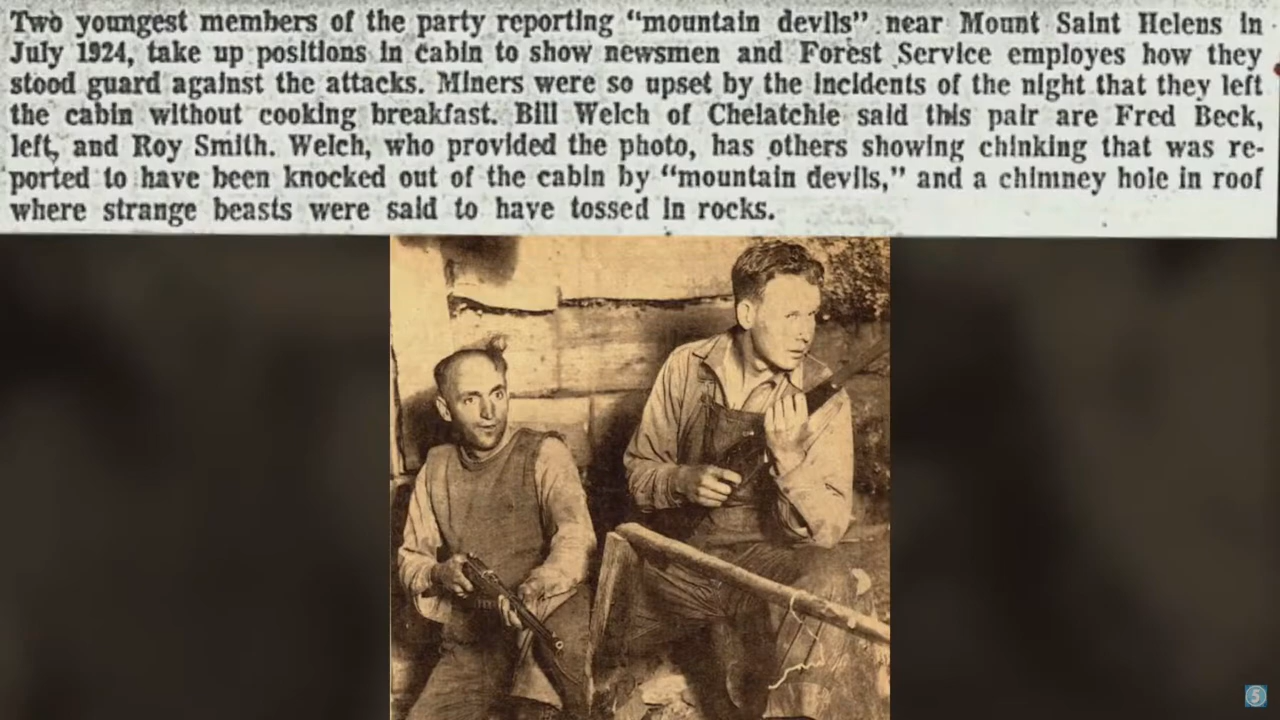 Two youngest members of the party reporting "mountain devils" near Mount Saint Helens in
July 1924, take up positions in cabin to show newsmen and Forest Service employes how they
stood guard against the attacks. Miners were so upset by the incidents of the night that they left
the cabin without cooking breakfast. Bill Welch of Chelatchie said this pair are Fred Beck,
left, and Roy Smith. Welch, who provided the photo, has others showing chinking that was re-
ported to have been knocked out of the cabin by "mountain devils," and a chimney hole in roof
where strange beasts were said to have tossed in rocks.
5